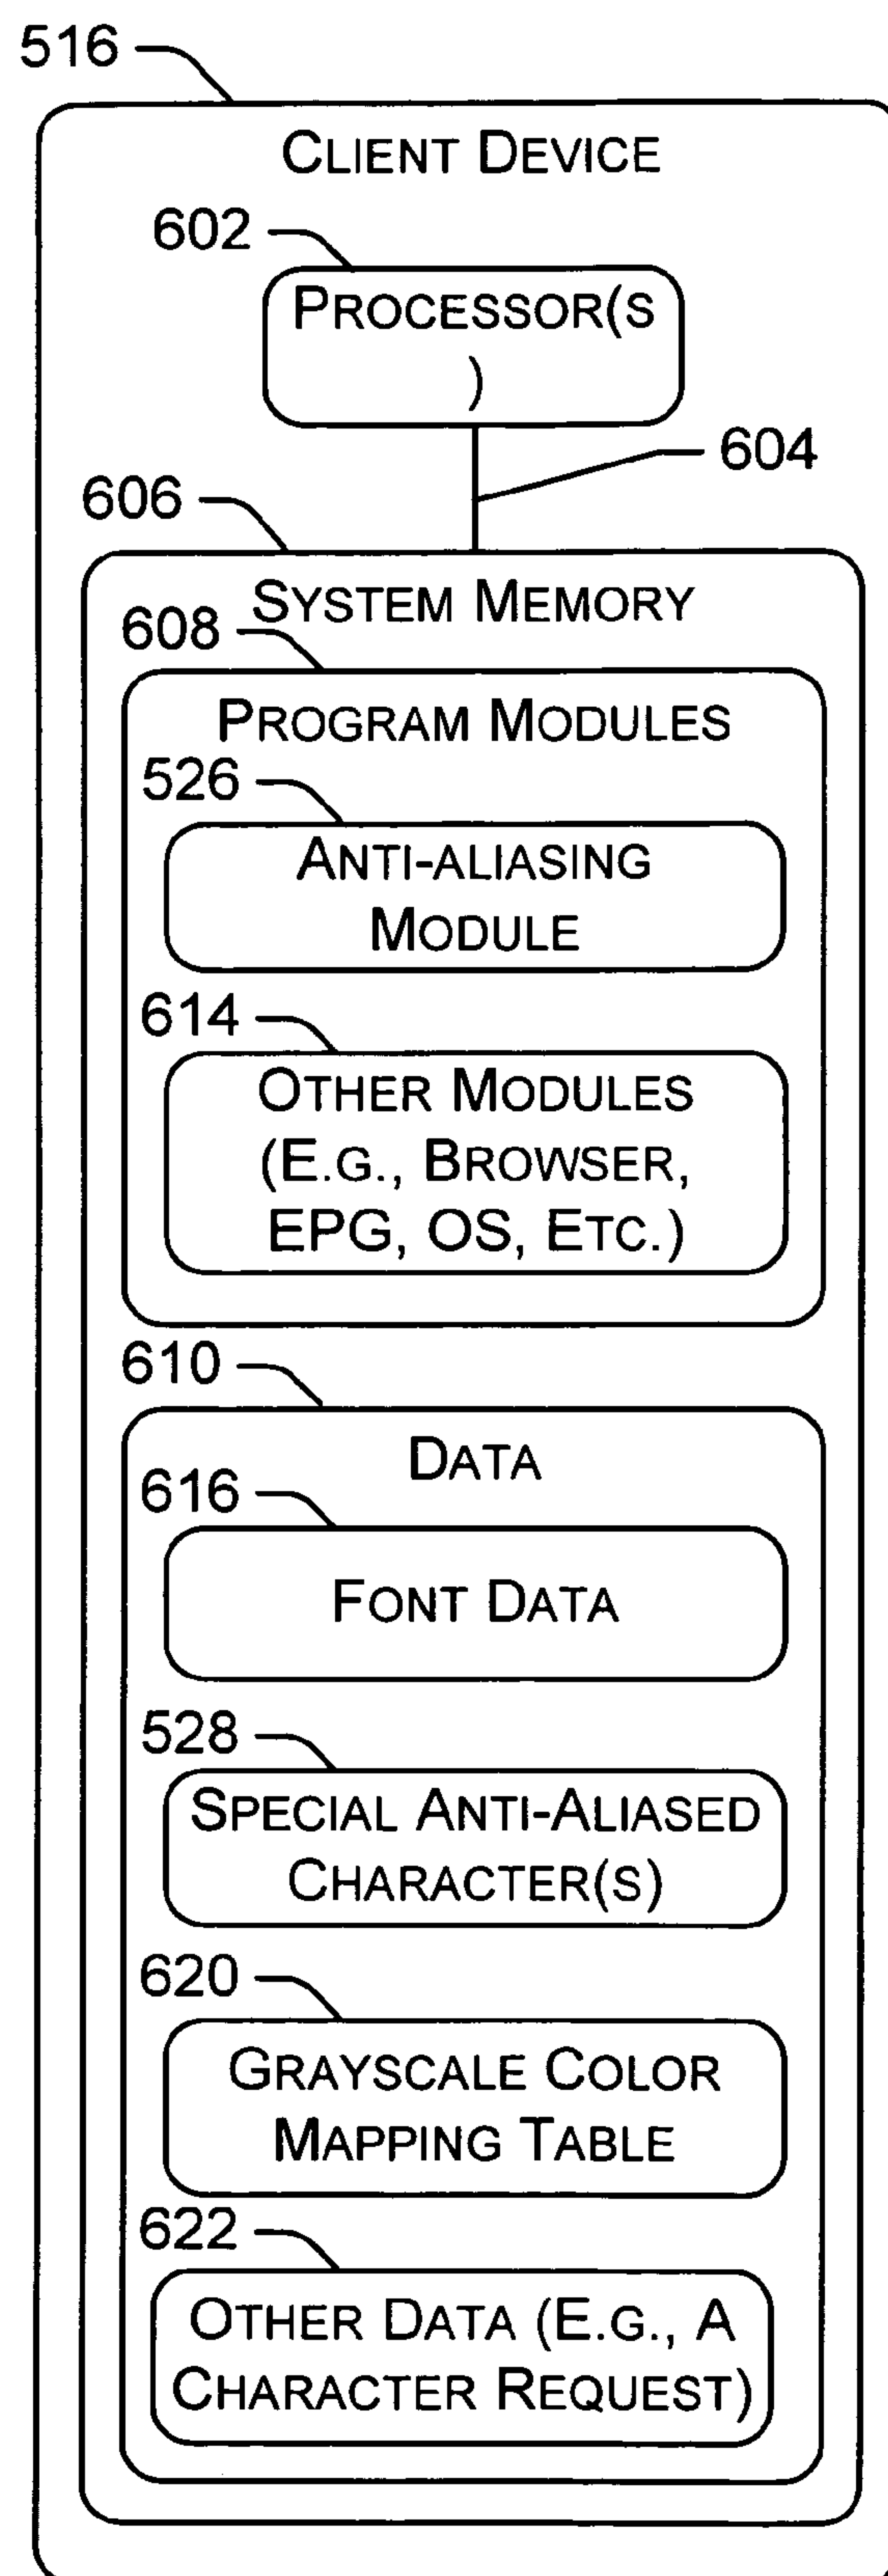 516
CLIENT DEVICE
602
PROCESSOR(S
)
604
606
SYSTEM MEMORY
608
PROGRAM MODULES
526
ANTI-ALIASING
MODULE
614
OTHER MODULES
(E.G., BROWSER,
EPG, OS, ETC.)
610
DATA
616
FONT DATA
528
SPECIAL ANTI-ALIASED
CHARACTER(S)
620
GRAYSCALE COLOR
MAPPING TABLE
622
OTHER DATA (E.G., A
CHARACTER REQUEST)